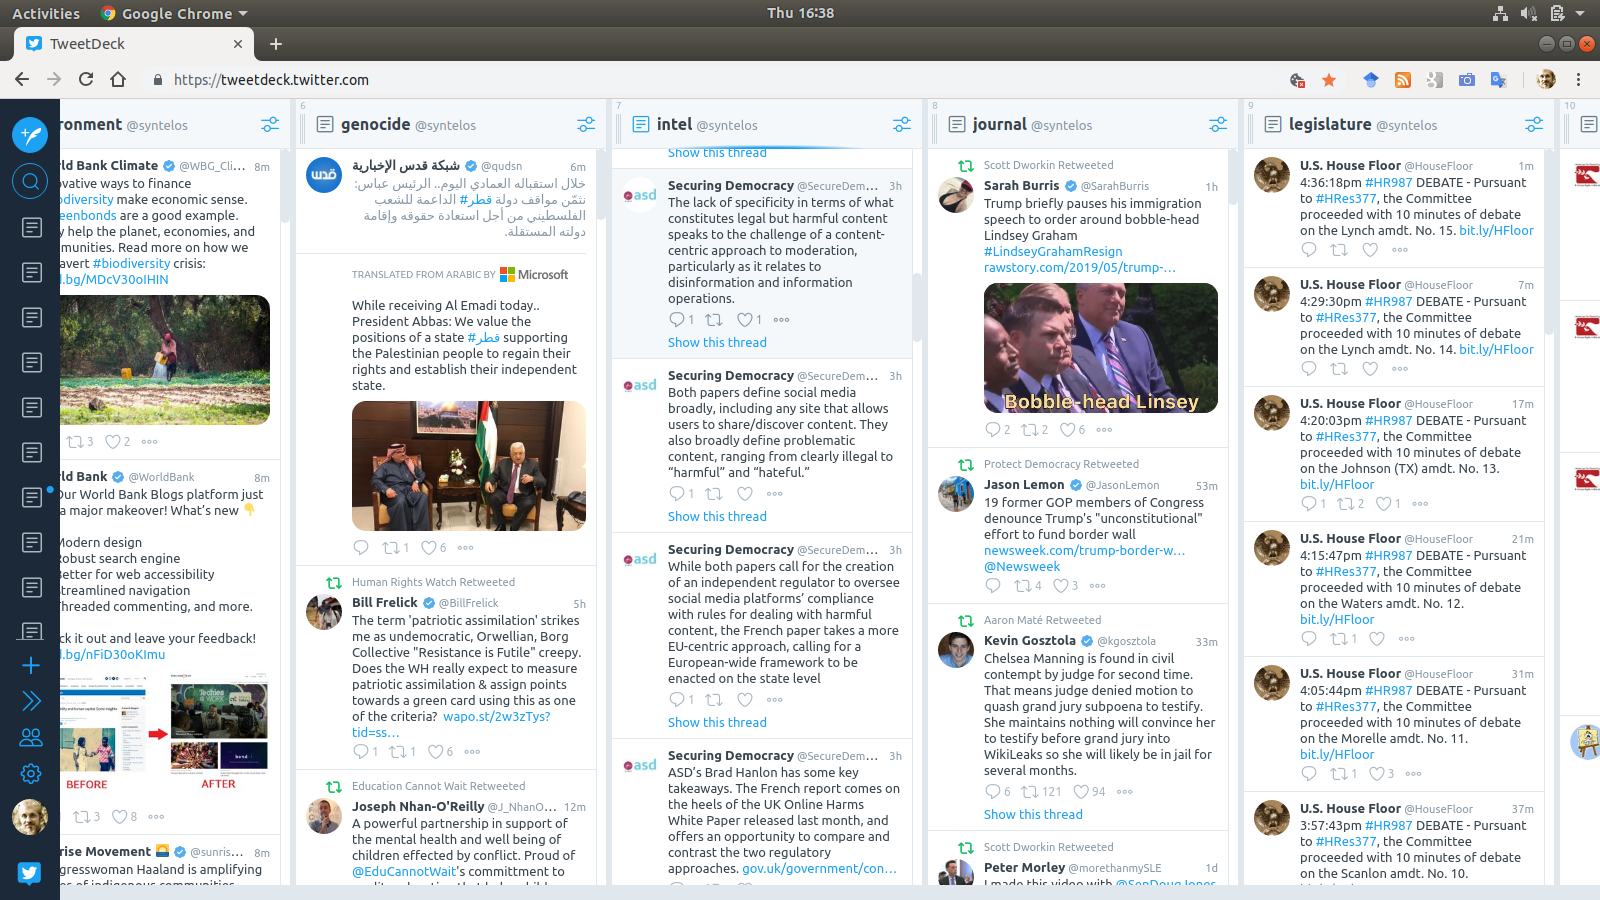 Activities
Google Chrome
Thu 16:38
TweetDeck
https://tweetdeck.twitter.com
ronment @syntelos
ld Bank Climate @WBG_Cli... 8m
ovative ways to finance
odiversity make economic sense.
eenbonds are a good example.
y help the planet, economies, and
munities. Read more on how we
avert #biodiversity crisis:
l.bg/MDcV30oIHIN
3 2
ld Bank @WorldBank 8m
Our World Bank Blogs platform just
a major makeover! What's new 👇
Modern design
Robust search engine
Better for web accessibility
Streamlined navigation
Threaded commenting, and more.
ck it out and leave your feedback!
l.bg/nFiD30oKImu
BEFORE AFTER
3 8
rise Movement @sunris... 8m
gresswoman Haaland is amplifying
6
genocide @syntelos
شبكة قدس الإخبارية @qudsn 6m
خلال استقباله العمادي اليوم.. الرئيس عباس:
نثمّن مواقف دولة #قطر الداعمة للشعب
الفلسطيني من أجل استعادة حقوقه وإقامة
دولته المستقلة.
TRANSLATED FROM ARABIC BY Microsoft
While receiving Al Emadi today..
President Abbas: We value the
positions of a state #قطر supporting
the Palestinian people to regain their
rights and establish their independent
state.
1 6
Human Rights Watch Retweeted
Bill Frelick @BillFrelick 5h
The term 'patriotic assimilation' strikes
me as undemocratic, Orwellian, Borg
Collective "Resistance is Futile" creepy.
Does the WH really expect to measure
patriotic assimilation & assign points
towards a green card using this as one
of the criteria? wapo.st/2w3zTys?
tid=ss...
1 1 6
Education Cannot Wait Retweeted
Joseph Nhan-O'Reilly @J_NhanO... 12m
A powerful partnership in support of
the mental health and well being of
children effected by conflict. Proud of
@EduCannotWait's commitment to
7
intel @syntelos
Show this thread
asd
Securing Democracy @SecureDem... 3h
The lack of specificity in terms of what
constitutes legal but harmful content
speaks to the challenge of a content-
centric approach to moderation,
particularly as it relates to
disinformation and information
operations.
1 1
Show this thread
asd
Securing Democracy @SecureDem... 3h
Both papers define social media
broadly, including any site that allows
users to share/discover content. They
also broadly define problematic
content, ranging from clearly illegal to
“harmful” and “hateful.”
1
Show this thread
asd
Securing Democracy @SecureDem... 3h
While both papers call for the creation
of an independent regulator to oversee
social media platforms’ compliance
with rules for dealing with harmful
content, the French paper takes a more
EU-centric approach, calling for a
European-wide framework to be
enacted on the state level
1
Show this thread
asd
Securing Democracy @SecureDem... 3h
ASD’s Brad Hanlon has some key
takeaways. The French report comes on
the heels of the UK Online Harms
White Paper released last month, and
offers an opportunity to compare and
contrast the two regulatory
approaches. gov.uk/government/con...
8
journal @syntelos
Scott Dworkin Retweeted
Sarah Burris @SarahBurris 1h
Trump briefly pauses his immigration
speech to order around bobble-head
Lindsey Graham
#LindseyGrahamResign
rawstory.com/2019/05/trump-...
Bobble-head Linsey
2 2 6
Protect Democracy Retweeted
Jason Lemon @JasonLemon 53m
19 former GOP members of Congress
denounce Trump's "unconstitutional"
effort to fund border wall
newsweek.com/trump-border-w...
@Newsweek
4 3
Aaron Maté Retweeted
Kevin Gosztola @kgosztola 33m
Chelsea Manning is found in civil
contempt by judge for second time.
That means judge denied motion to
quash grand jury subpoena to testify.
She maintains nothing will convince her
to testify before grand jury into
WikiLeaks so she will likely be in jail for
several months.
6 121 94
Show this thread
Scott Dworkin Retweeted
Peter Morley @morethanmySLE 1d
I made this video with @SenDougJones
9
legislature @syntelos
U.S. House Floor @HouseFloor 1m
4:36:18pm #HR987 DEBATE - Pursuant
to #HRes377, the Committee
proceeded with 10 minutes of debate
on the Lynch amdt. No. 15. bit.ly/HFloor
U.S. House Floor @HouseFloor 7m
4:29:30pm #HR987 DEBATE - Pursuant
to #HRes377, the Committee
proceeded with 10 minutes of debate
on the Lynch amdt. No. 14. bit.ly/HFloor
U.S. House Floor @HouseFloor 17m
4:20:03pm #HR987 DEBATE - Pursuant
to #HRes377, the Committee
proceeded with 10 minutes of debate
on the Johnson (TX) amdt. No. 13.
bit.ly/HFloor
1 2 1
U.S. House Floor @HouseFloor 21m
4:15:47pm #HR987 DEBATE - Pursuant
to #HRes377, the Committee
proceeded with 10 minutes of debate
on the Waters amdt. No. 12.
bit.ly/HFloor
1
U.S. House Floor @HouseFloor 31m
4:05:44pm #HR987 DEBATE - Pursuant
to #HRes377, the Committee
proceeded with 10 minutes of debate
on the Morelle amdt. No. 11.
bit.ly/HFloor
1 3
U.S. House Floor @HouseFloor 37m
3:57:43pm #HR987 DEBATE - Pursuant
to #HRes377, the Committee
proceeded with 10 minutes of debate
on the Scanlon amdt. No. 10.
10